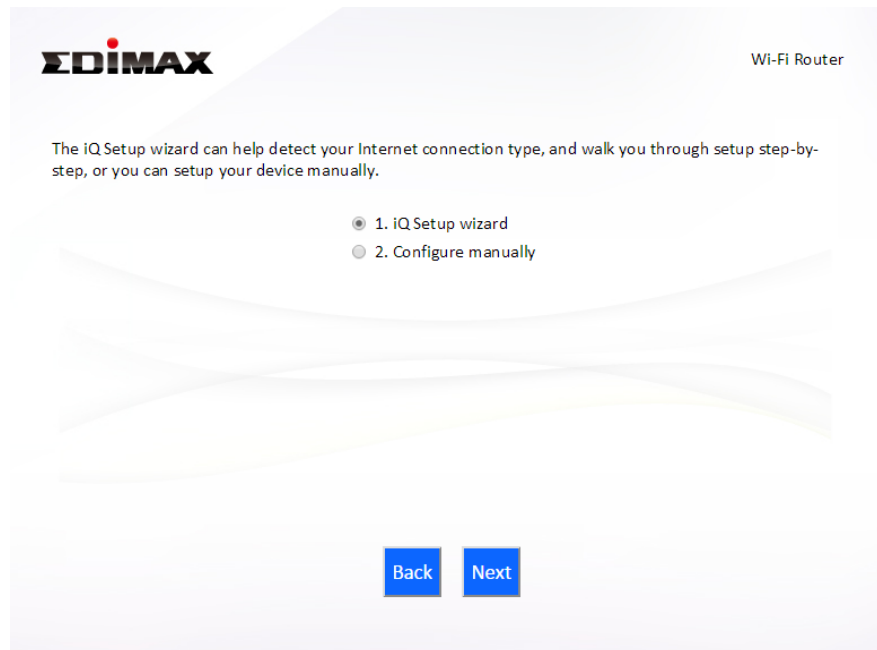 EDIMAX
Wi-Fi Router
The iQ Setup wizard can help detect your Internet connection type, and walk you through setup step-by-
step, or you can setup your device manually.
1. iQ Setup wizard
2. Configure manually
Back Next